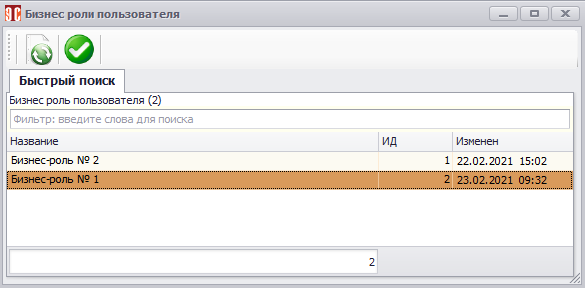 Бизнес роли пользователя
Быстрый поиск
Бизнес роль пользователя (2)
Фильтр: введите слова для поиска
Название ИД Изменен
Бизнес-роль № 2 1 22.02.2021 15:02
Бизнес-роль № 1 2 23.02.2021 09:32
2